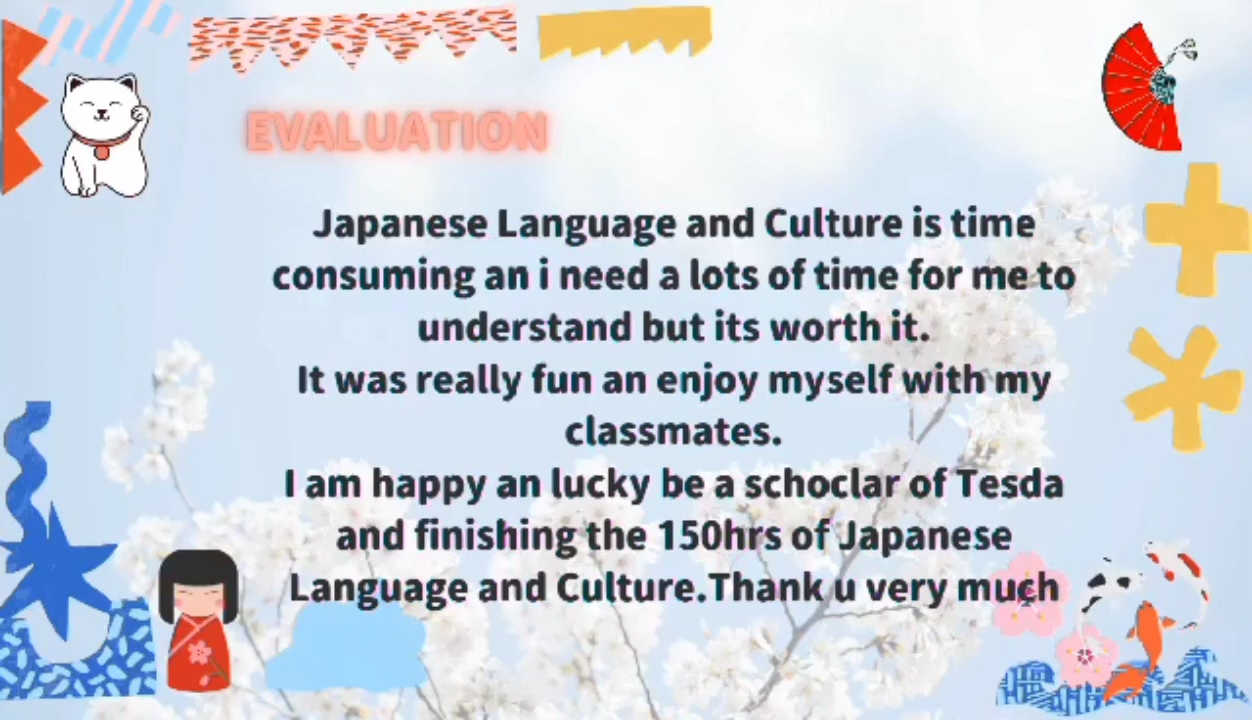 EVALUATION
Japanese Language and Culture is time
consuming an i need a lots of time for me to
understand but its worth it.
It was really fun an enjoy myself with my
classmates.
I am happy an lucky be a schoclar of Tesda
and finishing the 150hrs of Japanese
Language and Culture.Thank u very much